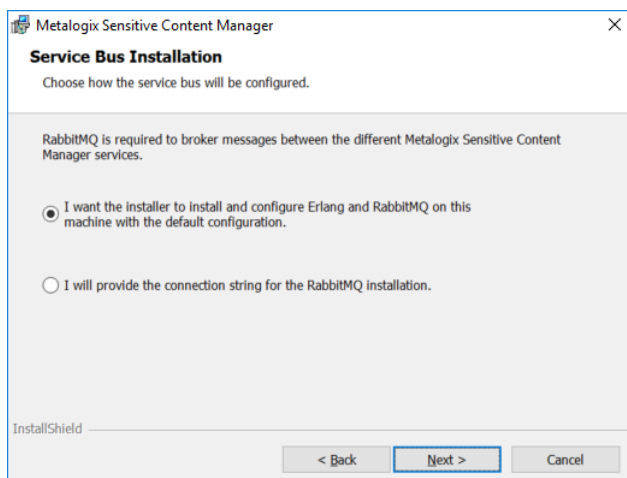 Metalogix Sensitive Content Manager
Service Bus Installation
Choose how the service bus will be configured.
RabbitMQ is required to broker messages between the different Metalogix Sensitive Content
Manager services.
I want the installer to install and configure Erlang and RabbitMQ on this
machine with the default configuration.
I will provide the connection string for the RabbitMQ installation.
InstallShield
< Back
Next >
Cancel